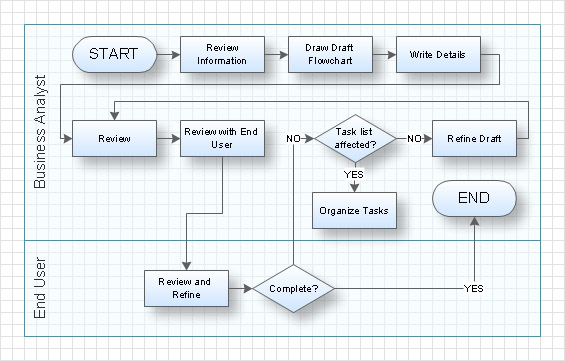 Business Analyst
START
Review
Information
Draw Draft
Flowchart
Write Details
Review
Review with End
User
NO
Task list
affected?
NO
Refine Draft
YES
Organize Tasks
END
End User
Review and
Refine
Complete?
YES